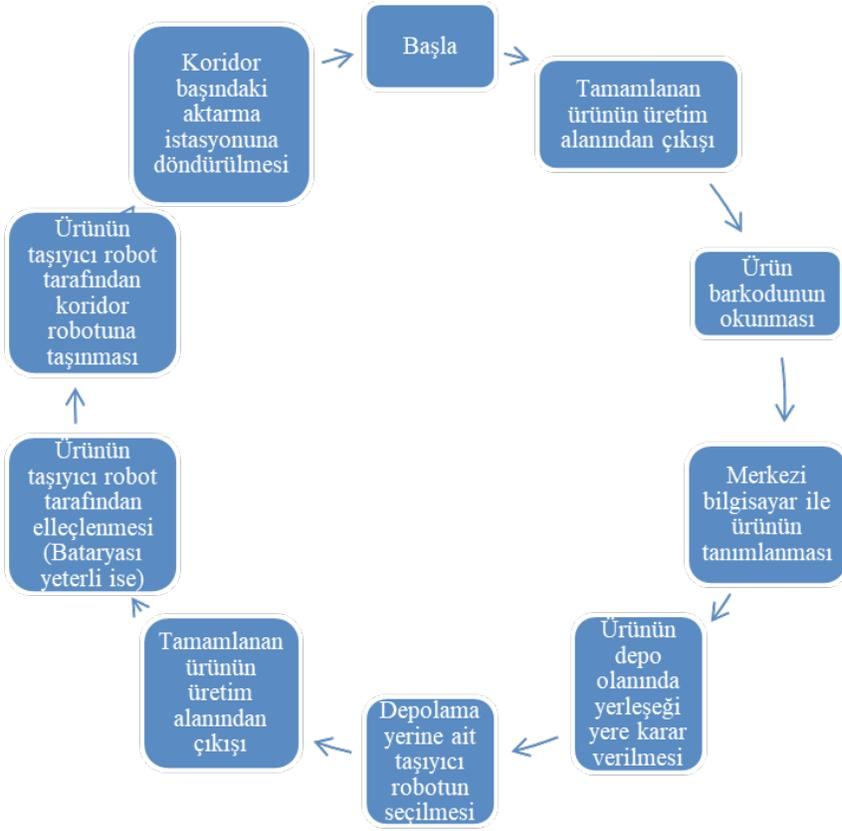 Başla
Tamamlanan
ürünün üretim
alanından çıkışı
Ürün
barkodunun
okunması
Merkezi
bilgisayar ile
ürünün
tanımlanması
Ürünün
depo
olanında
yerleşeği
yere karar
verilmesi
Depolama
yerine ait
taşıyıcı
robotun
seçilmesi
Tamamlanan
ürünün
üretim
alanından
çıkışı
Ürünün
taşıyıcı robot
tarafından
elleçlenmesi
(Bataryası
yeterli ise)
Ürünün
taşıyıcı robot
tarafından
koridor
robotuna
taşınması
Koridor
başındaki
aktarma
istasyonuna
döndürülmesi